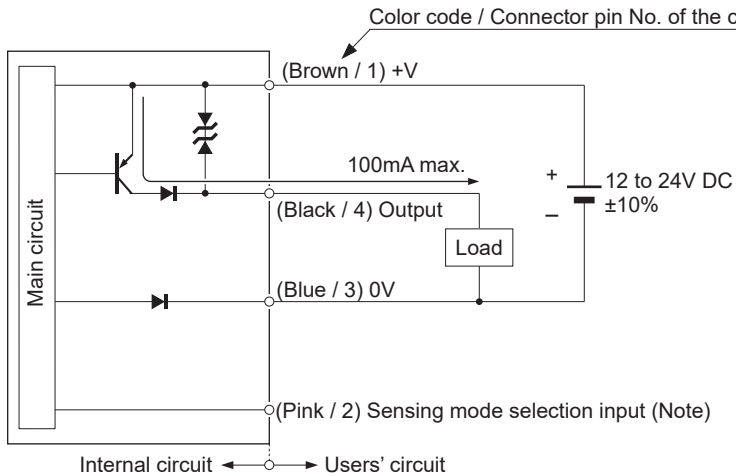 Color code / Connector pin No. of the
(Brown / 1) +V
100mA max.
+
12 to 24V DC
–
±10%
(Black / 4) Output
Load
Main circuit
(Blue / 3) 0V
(Pink / 2) Sensing mode selection input (Note)
Internal circuit
Users' circuit